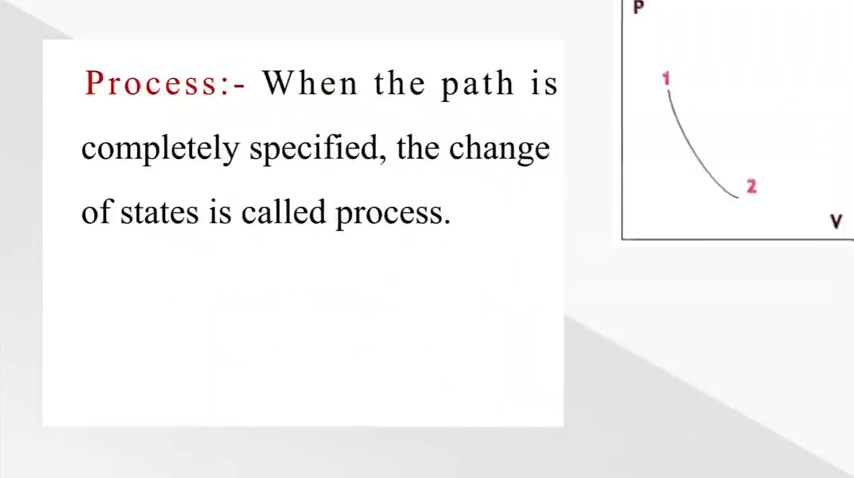 Process:- When the path is
completely specified, the change
of states is called process.
P
1
2
V